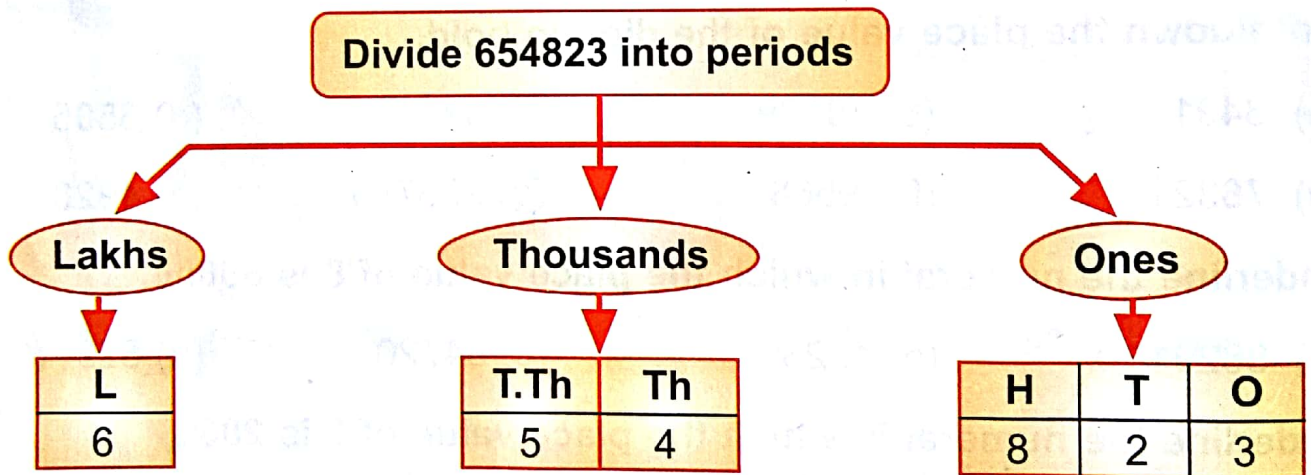 Divide 654823 into periods
Lakhs Thousands Ones
L T.Th Th H T O
6 5 4 8 2 3